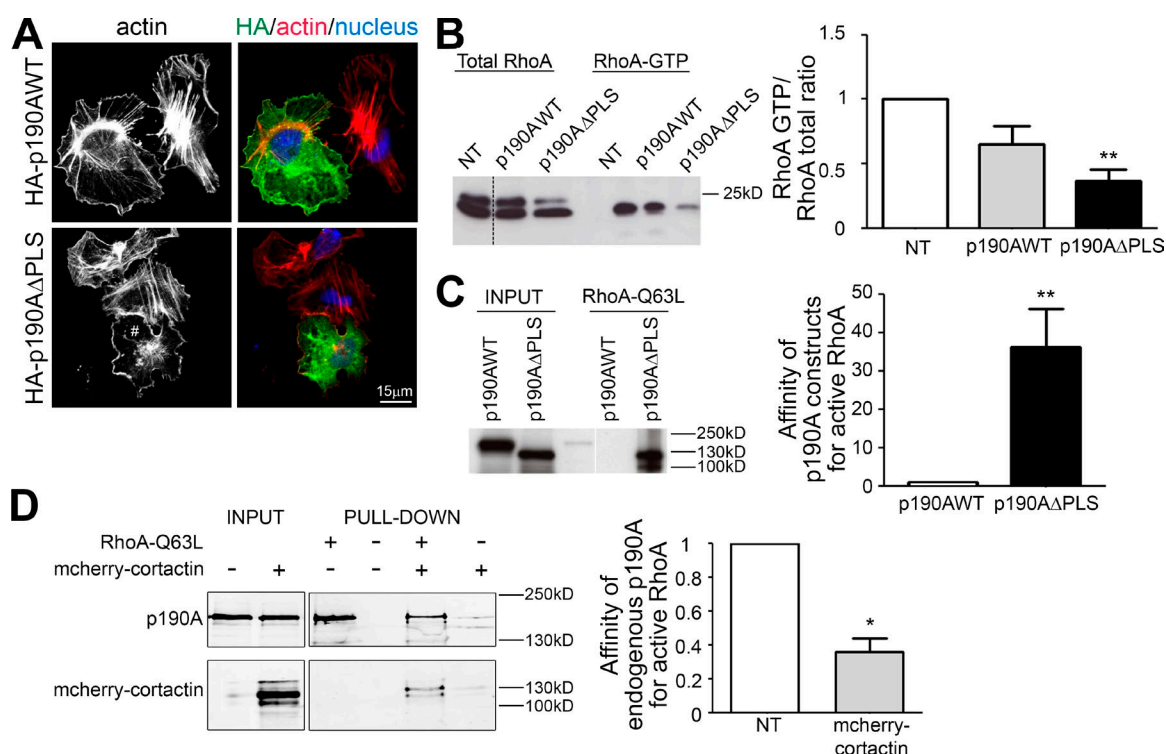 A
actin
HA/actin/nucleus
HA-p190AWT
HA-p190AΔPLS
#
15μm
B
Total RhoA
RhoA-GTP
NT
p190AWT
p190AΔPLS
NT
p190AWT
p190AΔPLS
25kD
RhoA GTP/
RhoA total ratio
1.5
1
0.5
0
**
NT
p190AWT
p190AΔPLS
C
INPUT
RhoA-Q63L
p190AWT
p190AΔPLS
p190AWT
p190AΔPLS
250kD
130kD
100kD
Affinity of
p190A constructs
for active RhoA
50
40
30
20
10
0
**
p190AWT
p190AΔPLS
D
INPUT
PULL-DOWN
RhoA-Q63L
+ - + -
mcherry-cortactin
- + - - + +
p190A
250kD
130kD
mcherry-cortactin
130kD
100kD
Affinity of
endogenous p190A
for active RhoA
1
0.8
0.6
0.4
0.2
0
*
NT
mcherry-
cortactin